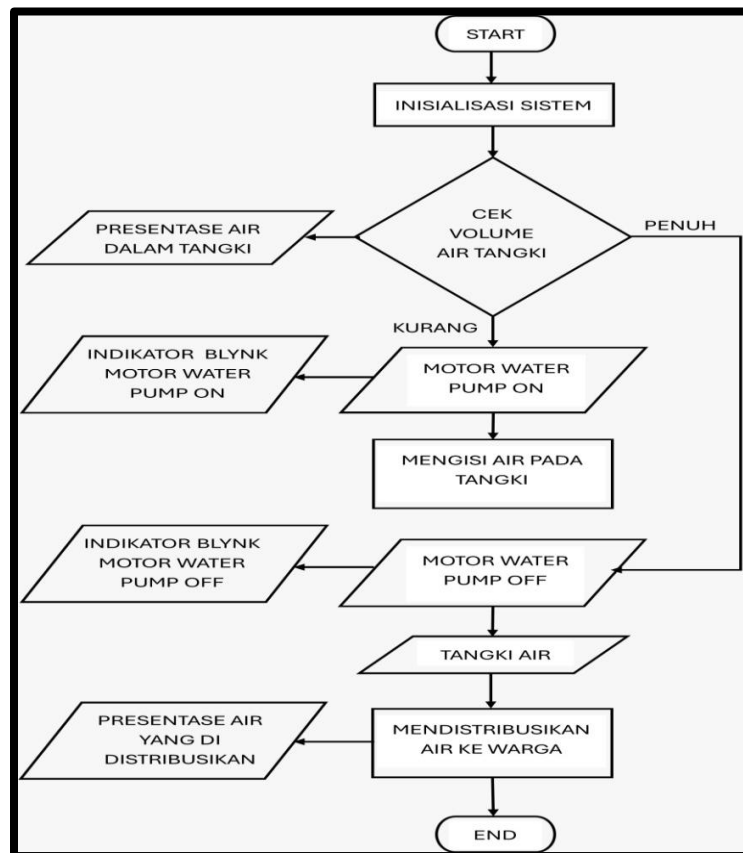 START
INISIALISASI SISTEM
CEK
VOLUME
AIR TANGKI
PENUH
PRESENTASE AIR
DALAM TANGKI
KURANG
INDIKATOR BLYNK
MOTOR WATER
PUMP ON
MOTOR WATER
PUMP ON
MENGISI AIR PADA
TANGKI
INDIKATOR BLYNK
MOTOR WATER
PUMP OFF
MOTOR WATER
PUMP OFF
TANGKI AIR
PRESENTASE AIR
YANG DI
DISTRIBUSIKAN
MENDISTRIBUSIKAN
AIR KE WARGA
END